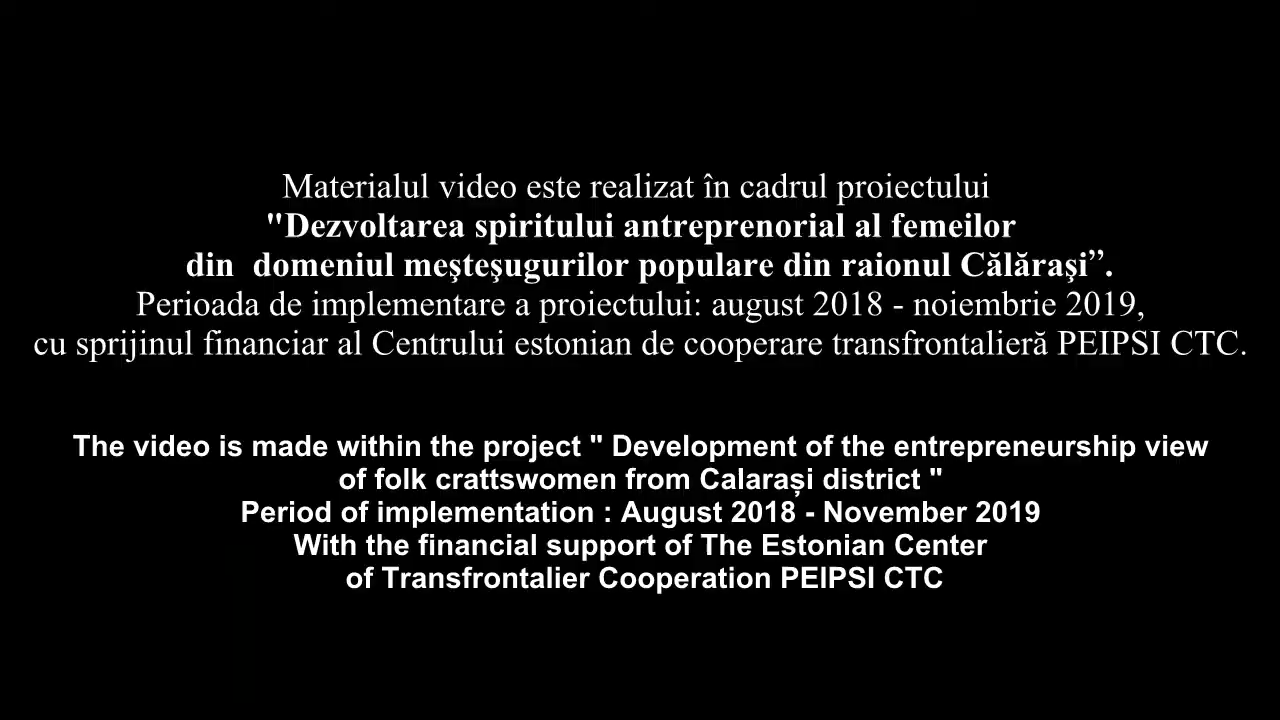 Materialul video este realizat în cadrul proiectului
"Dezvoltarea spiritului antreprenorial al femeilor
din  domeniul meşteşugurilor populare din raionul Călăraşi”.
Perioada de implementare a proiectului: august 2018 - noiembrie 2019,
cu sprijinul financiar al Centrului estonian de cooperare transfrontalieră PEIPSI CTC.
The video is made within the project " Development of the entrepreneurship view
of folk crattswomen from Calarași district "
Period of implementation : August 2018 - November 2019
With the financial support of The Estonian Center
of Transfrontalier Cooperation PEIPSI CTC